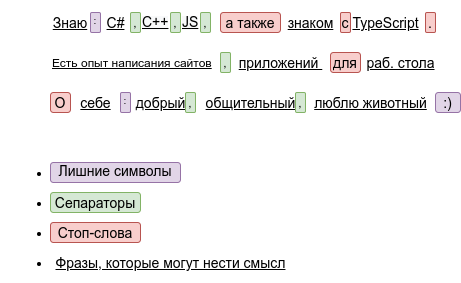 Знаю : C# , C++ , JS , а также знаком с TypeScript .
Есть опыт написания сайтов , приложений для раб. стола
О себе : добрый , общительный , люблю животный :)
Лишние символы
Сепараторы
Стоп-слова
Фразы, которые могут нести смысл